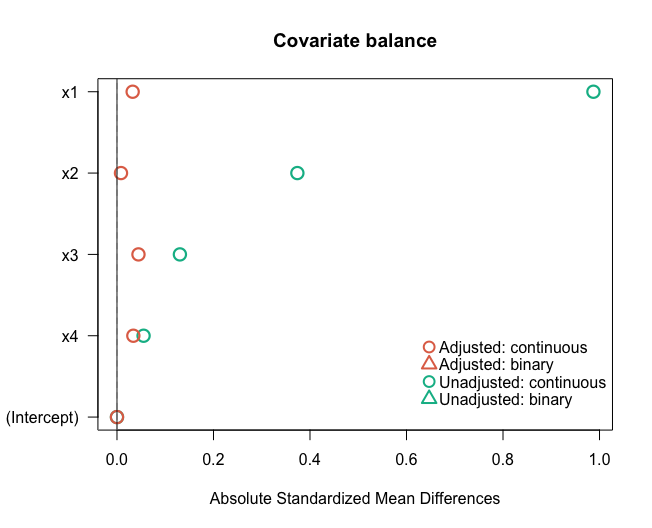 Covariate balance
x1
x2
x3
x4
(Intercept)
Adjusted: continuous
Adjusted: binary
Unadjusted: continuous
Unadjusted: binary
0.0 0.2 0.4 0.6 0.8 1.0
Absolute Standardized Mean Differences